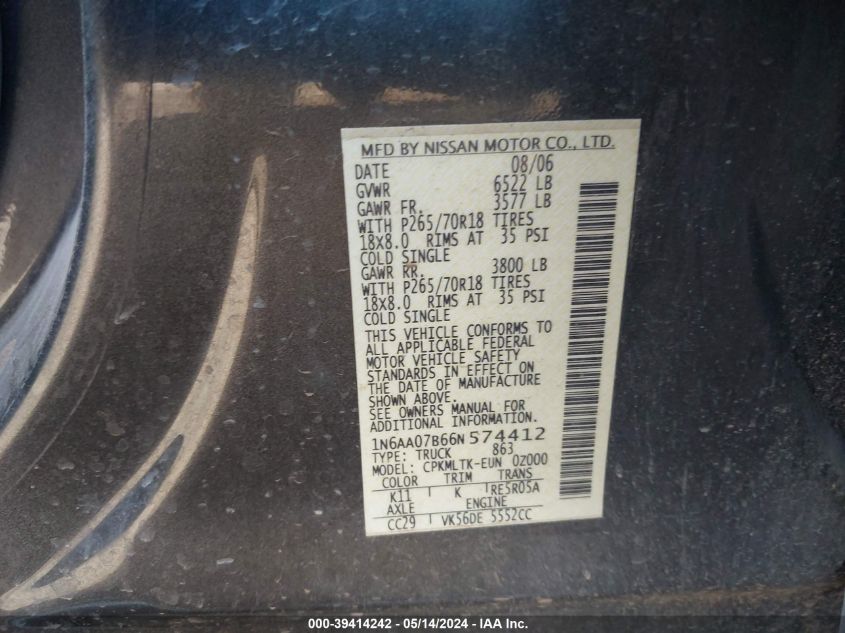 MFD BY NISSAN MOTOR CO., LTD.
DATE 08/06
GVWR 6522 LB
GAWR FR. 3577 LB
WITH P265/70R18 TIRES
18X8.0 RIMS AT 35 PSI
COLD SINGLE
GAWR RR. 3800 LB
WITH P265/70R18 TIRES
18X8.0 RIMS AT 35 PSI
COLD SINGLE
THIS VEHICLE CONFORMS TO
ALL APPLICABLE FEDERAL
MOTOR VEHICLE SAFETY
STANDARDS IN EFFECT ON
THE DATE OF MANUFACTURE
SHOWN ABOVE.
SEE OWNERS MANUAL FOR
ADDITIONAL INFORMATION.
1N6AA07B66N574412
TYPE: TRUCK 863
MODEL: CPKMLTK-EUN 0Z000
COLOR TRIM TRANS
K11 K RE5R05A
AXLE ENGINE
CC29 VK56DE 5552CC
000-39414242 - 05/14/2024 - IAA Inc.